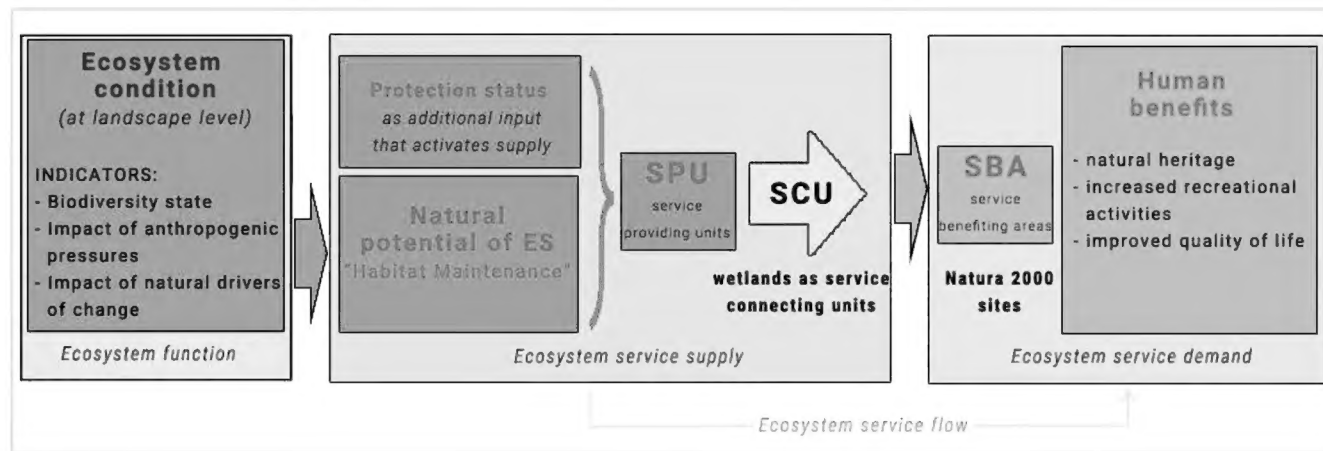 Ecosystem
condition
(at landscape level)
INDICATORS:
- Biodiversity state
- Impact of anthropogenic
pressures
- Impact of natural drivers
of change
Ecosystem function
Protection status
as additional input
that activates supply
Natural
potential of ES
"Habitat Maintenance"
SPU
service
providing units
SCU
wetlands as service
connecting units
Ecosystem service supply
SBA
service
benefiting areas
Natura 2000
sites
Human
benefits
- natural heritage
- increased recreational
activities
- improved quality of life
Ecosystem service demand
Ecosystem service flow